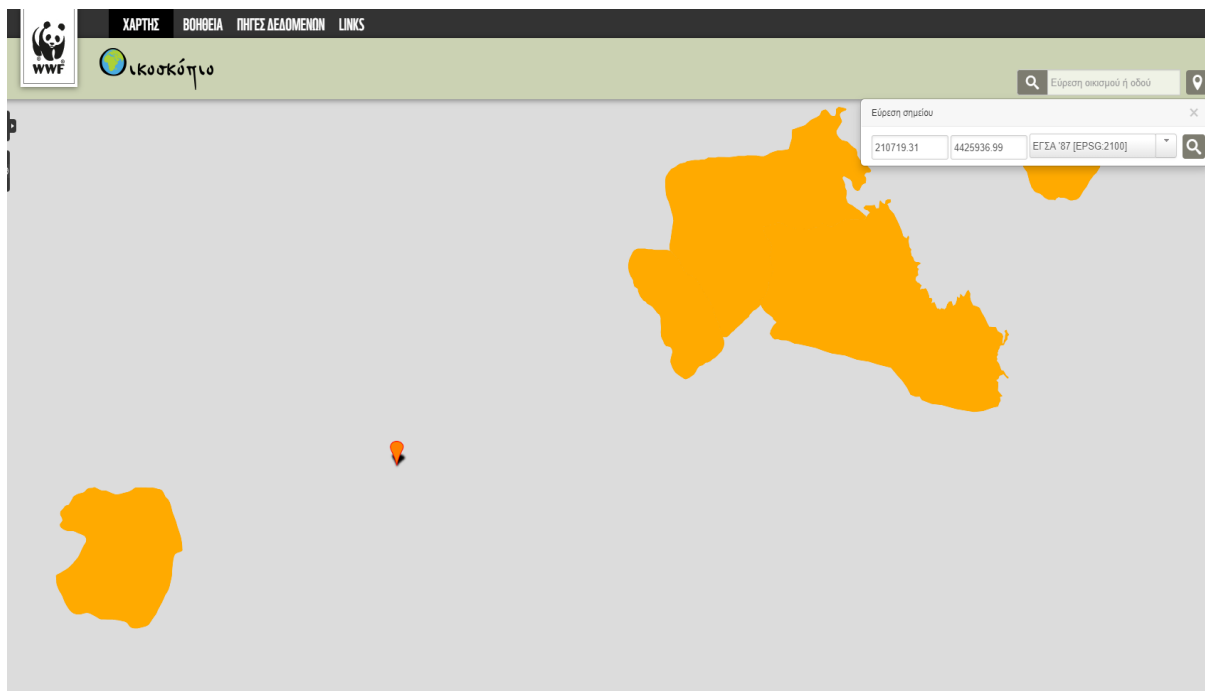 ΧΑΡΤΗΣ ΒΟΗΘΕΙΑ ΠΗΓΕΣ ΔΕΔΟΜΕΝΩΝ LINKS
WWF
Οικοσκόπιο
Εύρεση οικισμού ή οδού
Εύρεση σημείου
210719.31 4425936.99 ΕΓΣΑ '87 [EPSG:2100]